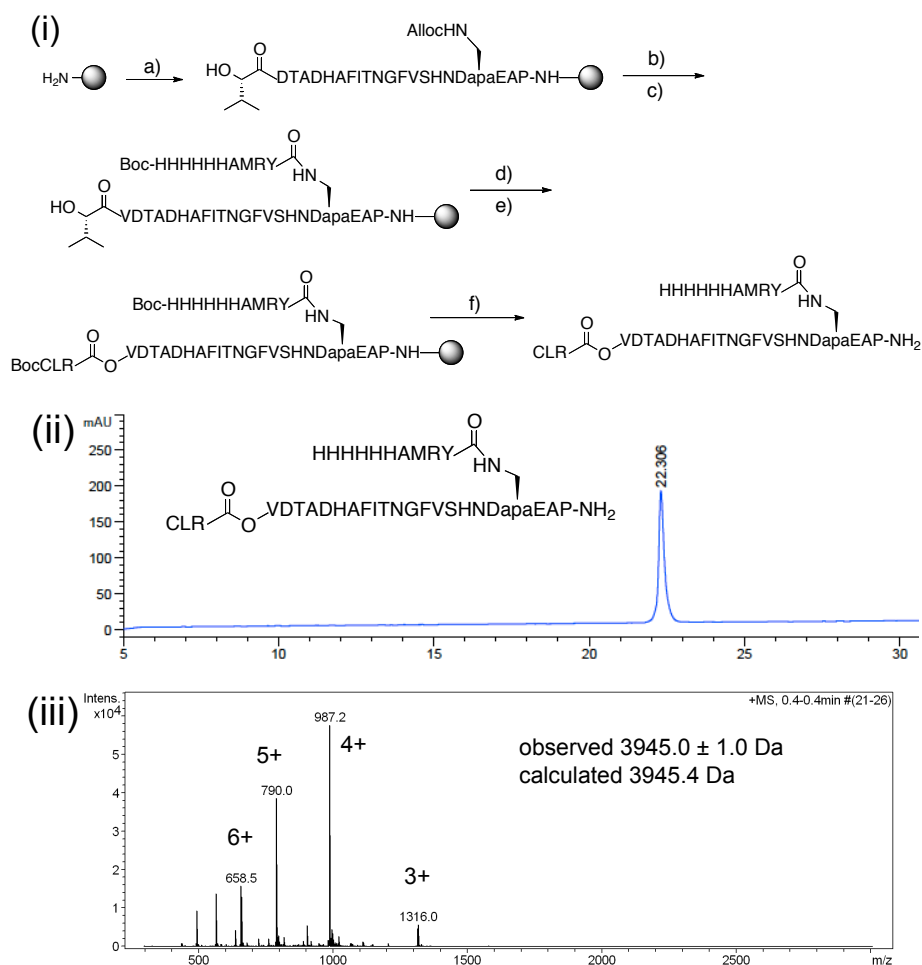 (i)
AllocHN
H2N
a)
HO
O
DTADHAFITNGFVSHNDapaEAP-NH
b)
c)
Boc-HHHHHHAMRY
O
HN
HO
O
VDTADHAFITNGFVSHNDapaEAP-NH
d)
e)
Boc-HHHHHHAMRY
O
HN
BocCLR
O
O
VDTADHAFITNGFVSHNDapaEAP-NH
f)
HHHHHHAMRY
O
HN
CLR
O
O
VDTADHAFITNGFVSHNDapaEAP-NH2
(ii)
mAU
250
200
150
100
50
0
5
10
15
20
25
30
22.306
HHHHHHAMRY
O
HN
CLR
O
O
VDTADHAFITNGFVSHNDapaEAP-NH2
(iii)
Intens.
x10^4
+MS, 0.4-0.4min #(21-26)
5
4
3
2
1
0
987.2
4+
5+
790.0
6+
658.5
3+
1316.0
observed 3945.0 ± 1.0 Da
calculated 3945.4 Da
500
1000
1500
2000
2500
m/z